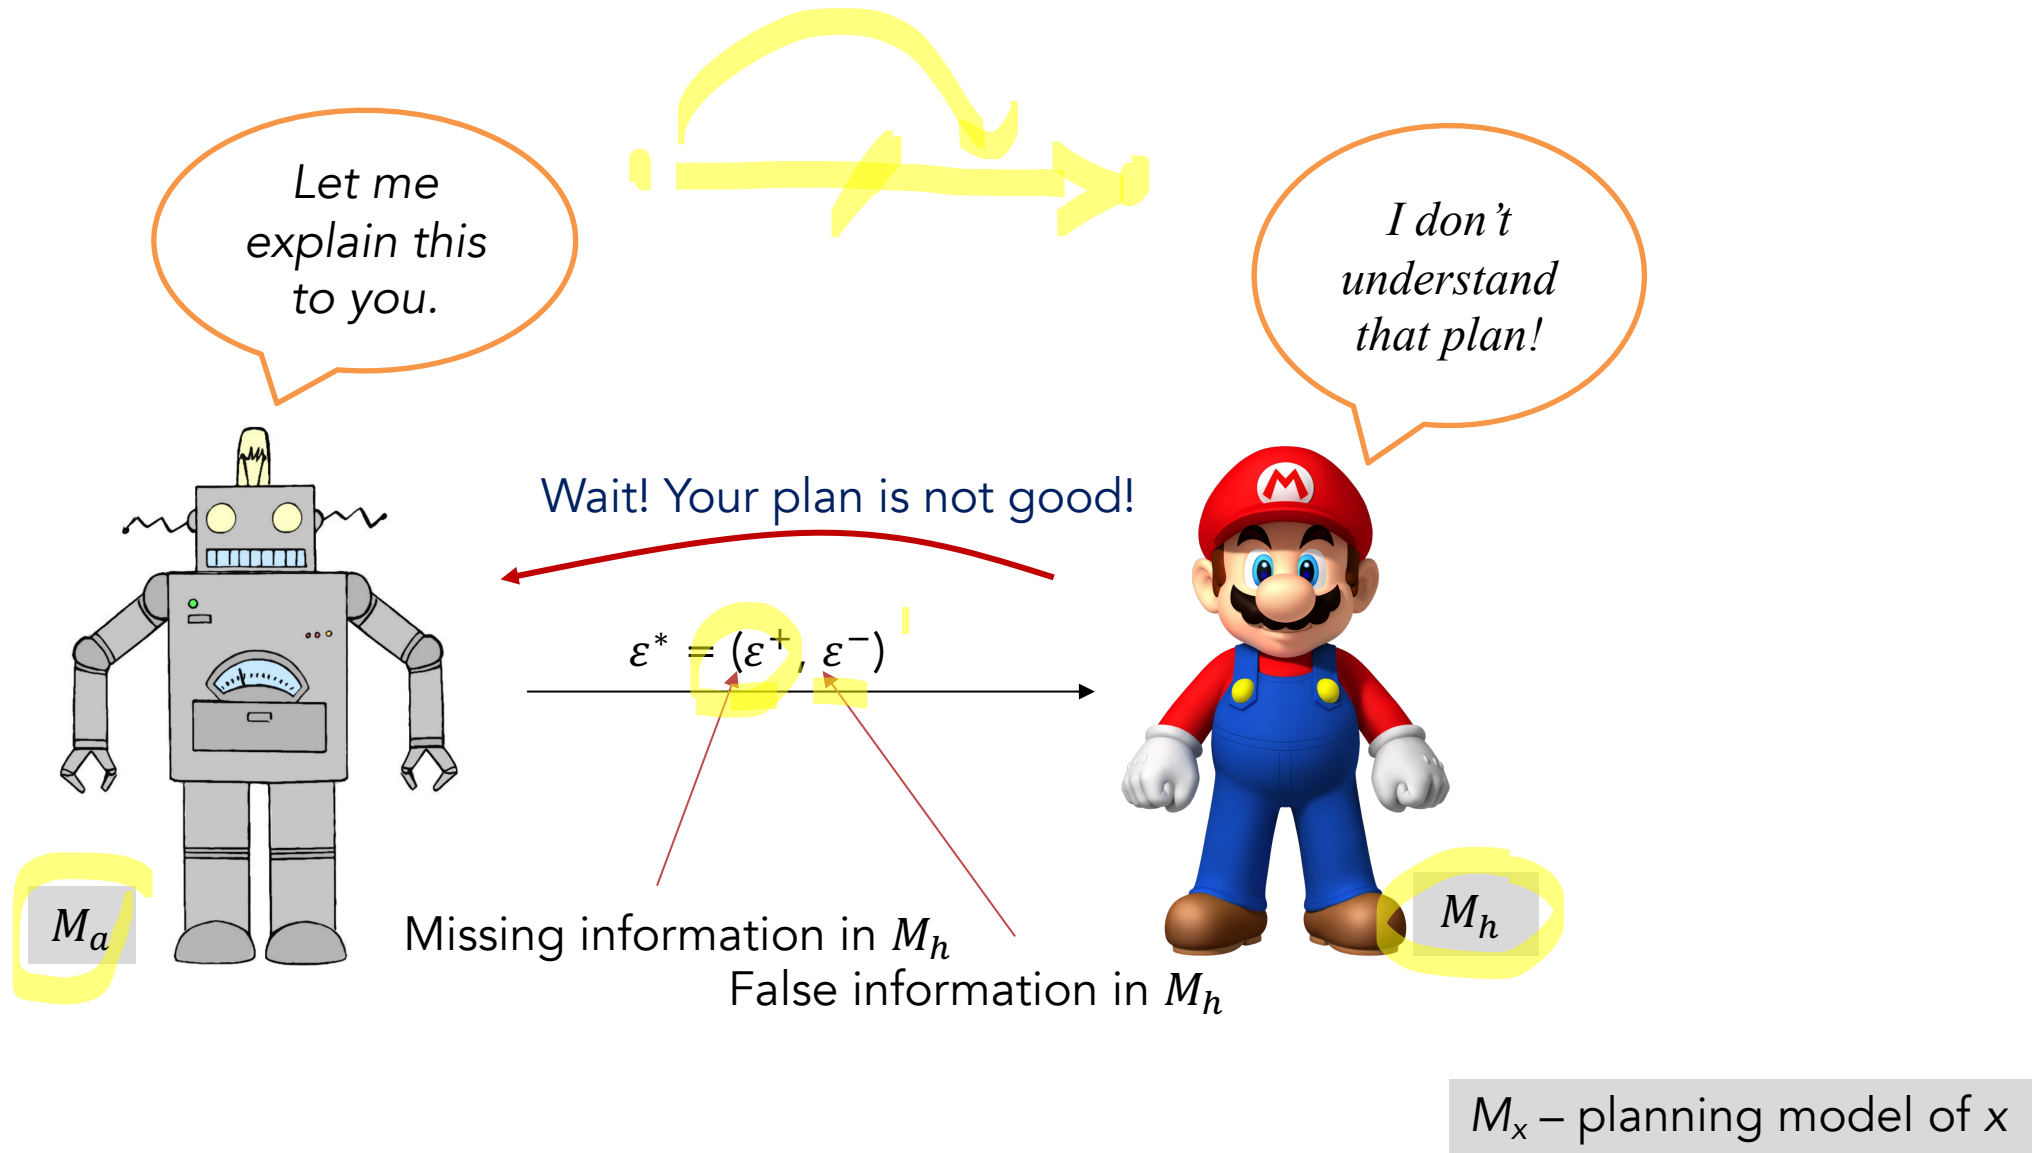 Let me
explain this
to you.
I don't
understand
that plan!
M
Wait! Your plan is not good!
ε* = (ε⁺, ε⁻)
Mₐ
Mₕ
Missing information in Mₕ
False information in Mₕ
Mₓ – planning model of x